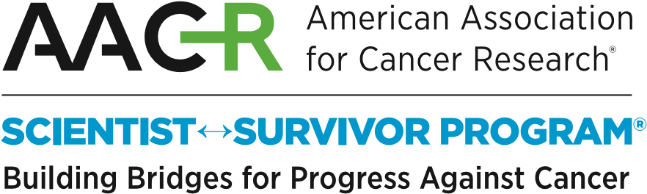 AACR American Association
for Cancer Research®
SCIENTIST↔SURVIVOR PROGRAM®
Building Bridges for Progress Against Cancer